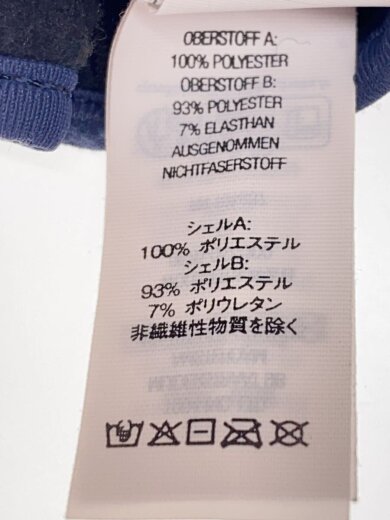 OBERSTOFF A:
100% POLYESTER
OBERSTOFF B:
93% POLYESTER
7% ELASTHAN
AUSGENOMMEN
NICHTFASERSTOFF
シェルA:
100% ポリエステル
シェルB:
93% ポリエステル
7% ポリウレタン
非繊維性物質を除く